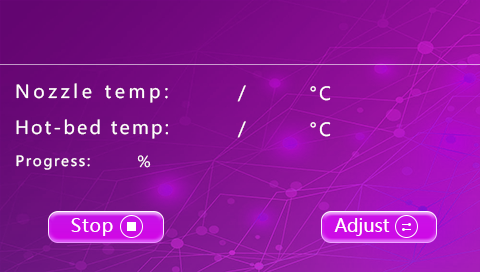 Nozzle temp: / °C
Hot-bed temp: / °C
Progress: %
Stop Adjust